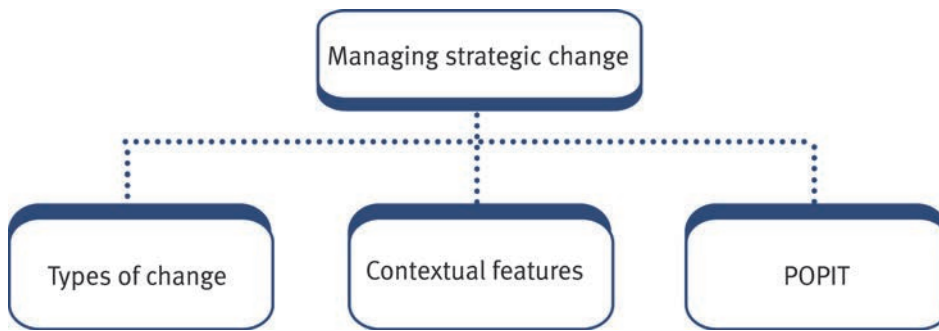 Managing strategic change
Types of change
Contextual features
POPIT